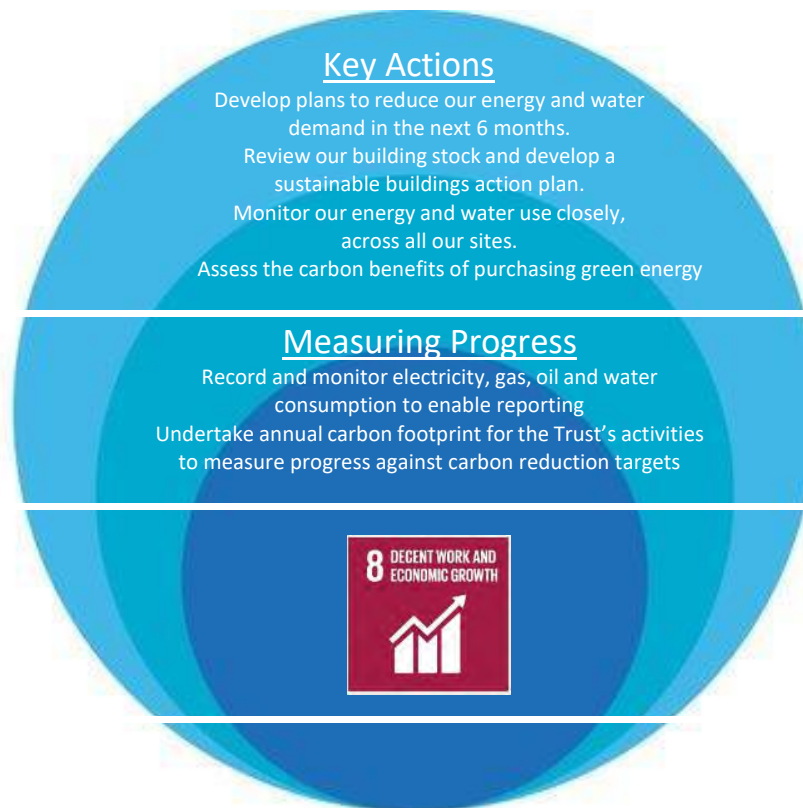 Key Actions
Develop plans to reduce our energy and water
demand in the next 6 months.
Review our building stock and develop a
sustainable buildings action plan.
Monitor our energy and water use closely,
across all our sites.
Assess the carbon benefits of purchasing green energy
Measuring Progress
Record and monitor electricity, gas, oil and water
consumption to enable reporting
Undertake annual carbon footprint for the Trust’s activities
to measure progress against carbon reduction targets
8 DECENT WORK AND
ECONOMIC GROWTH